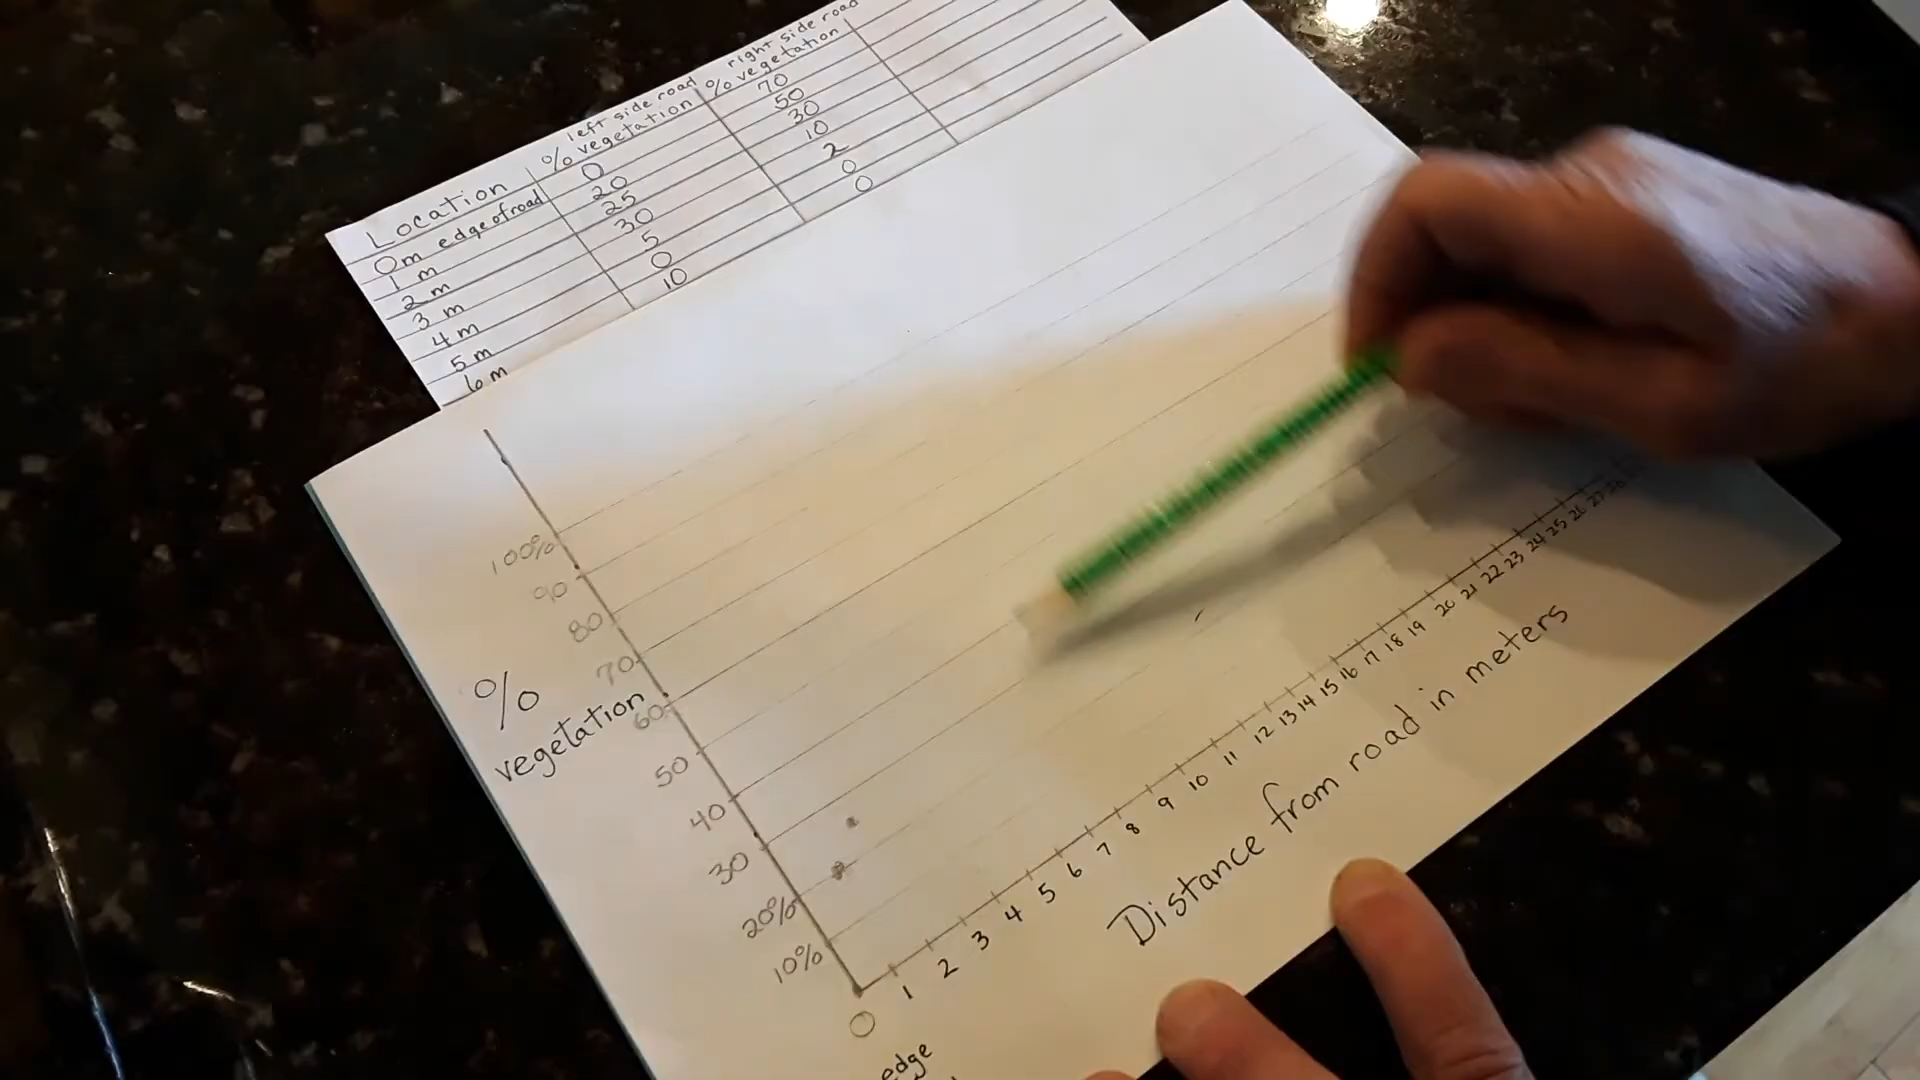 left side road
% vegetation
right side road
% vegetation
Location
0m edge of road 0 70
1 m 20 50
2 m 25 30
3 m 30 10
4 m 5 2
5 m 0 0
6 m 10 0
100%
90
80
70
60
50
40
30
20%
10%
0
% 
vegetation
1 2 3 4 5 6 7 8 9 10 11 12 13 14 15 16 17 18 19 20 21 22 23 24 25 26 27
Distance from road in meters
edge